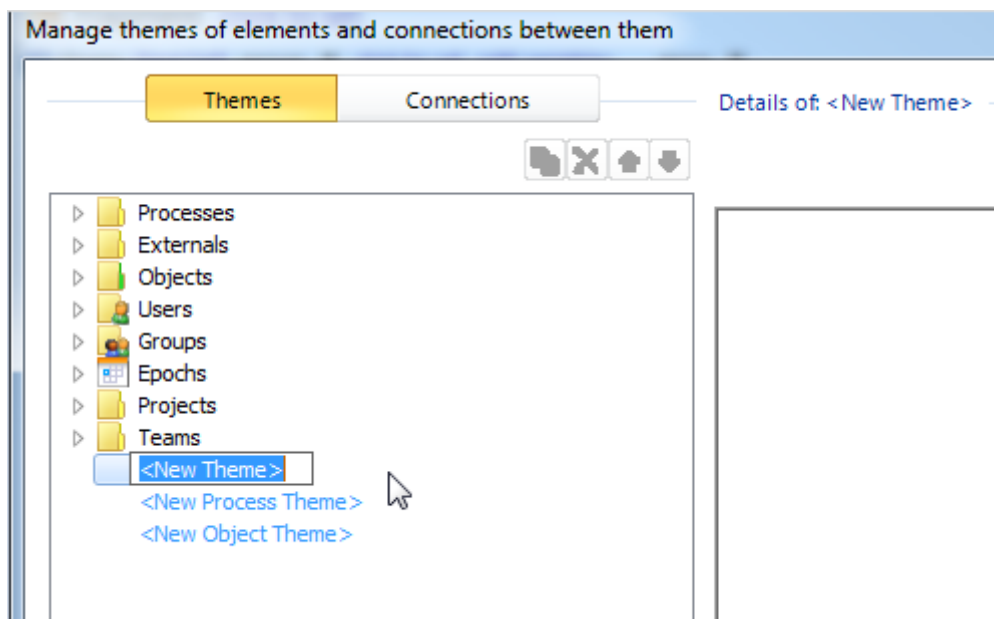 Manage themes of elements and connections between them
Themes Connections Details of: <New Theme>
Processes
Externals
Objects
Users
Groups
Epochs
Projects
Teams
<New Theme>
<New Process Theme>
<New Object Theme>